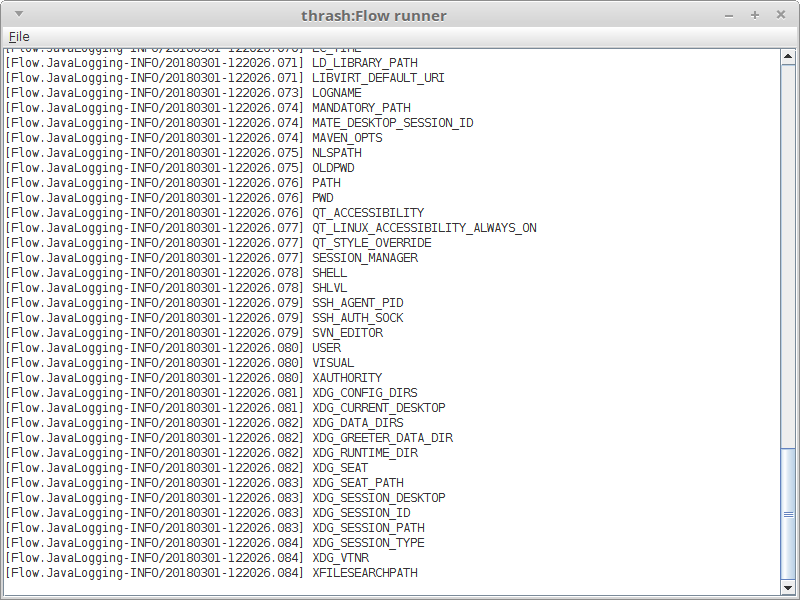 thrash:Flow runner
File
[Flow.JavaLogging-INFO/20180301-122026.070] LC_TIME
[Flow.JavaLogging-INFO/20180301-122026.071] LD_LIBRARY_PATH
[Flow.JavaLogging-INFO/20180301-122026.071] LIBVIRT_DEFAULT_URI
[Flow.JavaLogging-INFO/20180301-122026.073] LOGNAME
[Flow.JavaLogging-INFO/20180301-122026.074] MANDATORY_PATH
[Flow.JavaLogging-INFO/20180301-122026.074] MATE_DESKTOP_SESSION_ID
[Flow.JavaLogging-INFO/20180301-122026.074] MAVEN_OPTS
[Flow.JavaLogging-INFO/20180301-122026.075] NLSPATH
[Flow.JavaLogging-INFO/20180301-122026.075] OLDPWD
[Flow.JavaLogging-INFO/20180301-122026.076] PATH
[Flow.JavaLogging-INFO/20180301-122026.076] PWD
[Flow.JavaLogging-INFO/20180301-122026.076] QT_ACCESSIBILITY
[Flow.JavaLogging-INFO/20180301-122026.077] QT_LINUX_ACCESSIBILITY_ALWAYS_ON
[Flow.JavaLogging-INFO/20180301-122026.077] QT_STYLE_OVERRIDE
[Flow.JavaLogging-INFO/20180301-122026.077] SESSION_MANAGER
[Flow.JavaLogging-INFO/20180301-122026.078] SHELL
[Flow.JavaLogging-INFO/20180301-122026.078] SHLVL
[Flow.JavaLogging-INFO/20180301-122026.079] SSH_AGENT_PID
[Flow.JavaLogging-INFO/20180301-122026.079] SSH_AUTH_SOCK
[Flow.JavaLogging-INFO/20180301-122026.079] SVN_EDITOR
[Flow.JavaLogging-INFO/20180301-122026.080] USER
[Flow.JavaLogging-INFO/20180301-122026.080] VISUAL
[Flow.JavaLogging-INFO/20180301-122026.080] XAUTHORITY
[Flow.JavaLogging-INFO/20180301-122026.081] XDG_CONFIG_DIRS
[Flow.JavaLogging-INFO/20180301-122026.081] XDG_CURRENT_DESKTOP
[Flow.JavaLogging-INFO/20180301-122026.082] XDG_DATA_DIRS
[Flow.JavaLogging-INFO/20180301-122026.082] XDG_GREETER_DATA_DIR
[Flow.JavaLogging-INFO/20180301-122026.082] XDG_RUNTIME_DIR
[Flow.JavaLogging-INFO/20180301-122026.082] XDG_SEAT
[Flow.JavaLogging-INFO/20180301-122026.083] XDG_SEAT_PATH
[Flow.JavaLogging-INFO/20180301-122026.083] XDG_SESSION_DESKTOP
[Flow.JavaLogging-INFO/20180301-122026.083] XDG_SESSION_ID
[Flow.JavaLogging-INFO/20180301-122026.083] XDG_SESSION_PATH
[Flow.JavaLogging-INFO/20180301-122026.084] XDG_SESSION_TYPE
[Flow.JavaLogging-INFO/20180301-122026.084] XDG_VTNR
[Flow.JavaLogging-INFO/20180301-122026.084] XFILESEARCHPATH